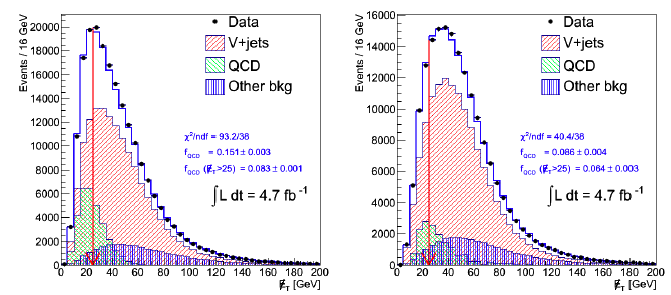 Events / 16 GeV
20000
18000
16000
14000
12000
10000
8000
6000
4000
2000
0
Data
V+jets
QCD
Other bkg
χ²/ndf = 93.2/38
f_QCD = 0.151 ± 0.003
f_QCD (E̸_T>25) = 0.083 ± 0.001
∫L dt = 4.7 fb⁻¹
0 20 40 60 80 100 120 140 160 180 200
E̸_T [GeV]
Events / 16 GeV
16000
14000
12000
10000
8000
6000
4000
2000
0
Data
V+jets
QCD
Other bkg
χ²/ndf = 40.4/38
f_QCD = 0.086 ± 0.004
f_QCD (E̸_T>25) = 0.064 ± 0.003
∫L dt = 4.7 fb⁻¹
0 20 40 60 80 100 120 140 160 180 200
E̸_T [GeV]